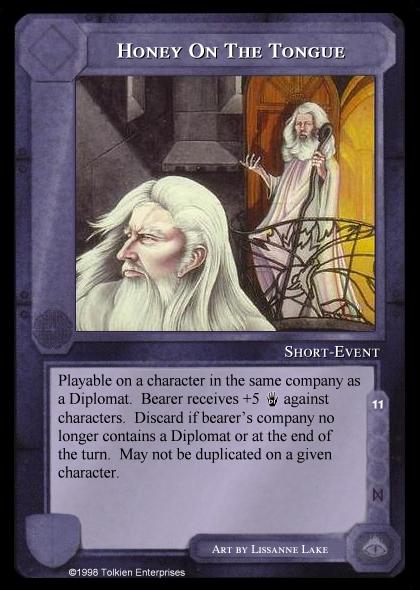 Honey On The Tongue
Short-Event
Playable on a character in the same company as
a Diplomat. Bearer receives +5 against
characters. Discard if bearer's company no
longer contains a Diplomat or at the end of
the turn. May not be duplicated on a given
character.
11
Art by Lissanne Lake
©1998 Tolkien Enterprises